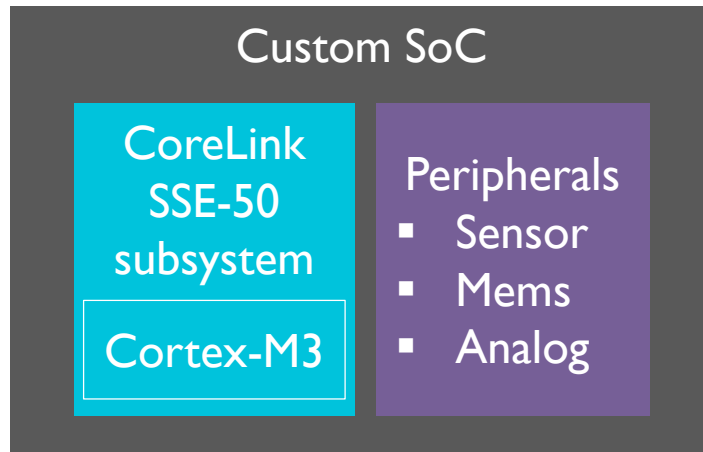 Custom SoC
CoreLink
SSE-50
subsystem
Cortex-M3
Peripherals
▪ Sensor
▪ Mems
▪ Analog